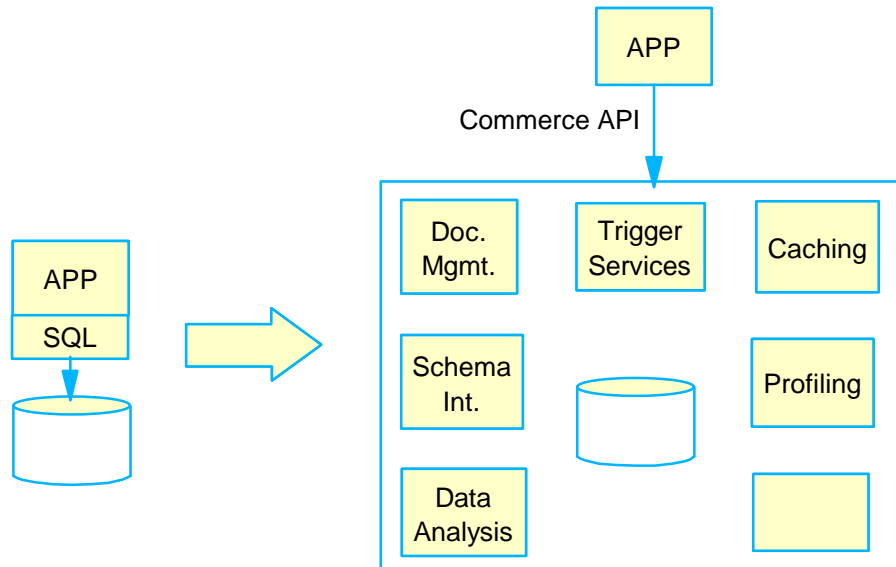 APP
Commerce API
Doc.
Mgmt.
Trigger
Services
Caching
APP
SQL
Schema
Int.
Profiling
Data
Analysis